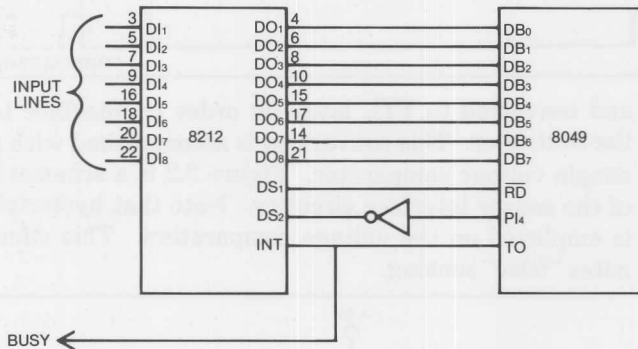 3 DI1 DO1 4 DB0
5 DI2 DO2 6 DB1
7 DI3 DO3 8 DB2
9 DI4 DO4 10 DB3
16 DI5 DO5 15 DB4
18 DI6 DO6 17 DB5
20 DI7 DO7 14 DB6
22 DI8 DO8 21 DB7
INPUT
LINES
8212
8049
DS1 RD
DS2 PI4
INT TO
BUSY